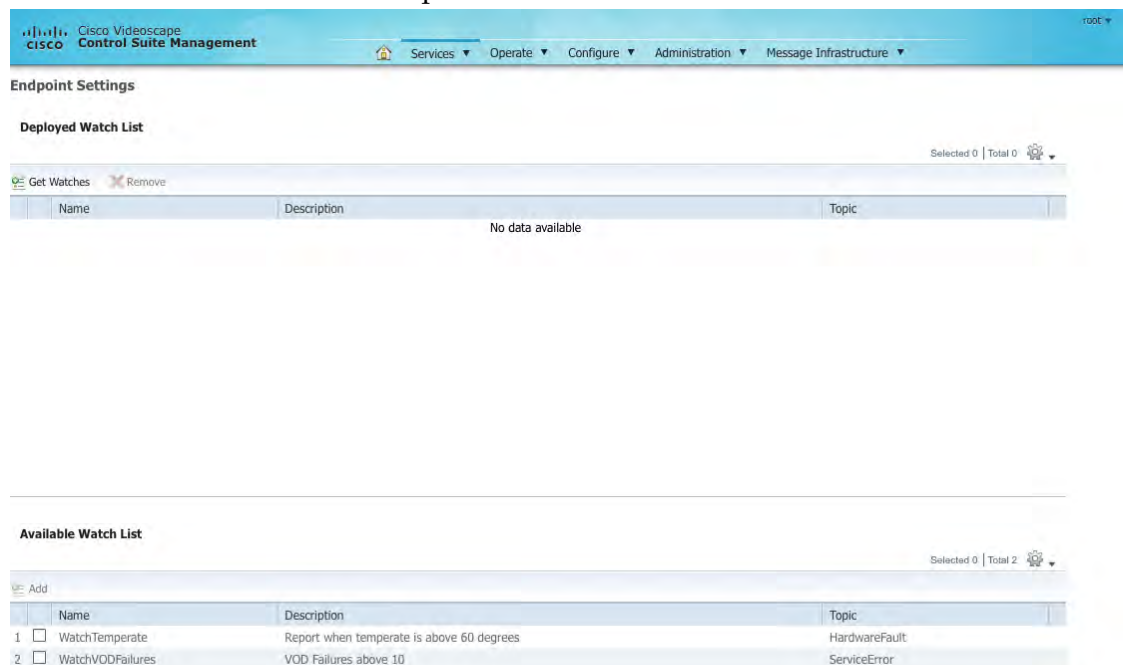 root
Cisco Videoscape
CISCO Control Suite Management
Services Operate Configure Administration Message Infrastructure
Endpoint Settings
Deployed Watch List
Selected 0 | Total 0
Get Watches Remove
Name Description Topic
No data available
Available Watch List
Selected 0 | Total 2
Add
Name Description Topic
1 WatchTemperate Report when temperate is above 60 degrees HardwareFault
2 WatchVODFailures VOD Failures above 10 ServiceError